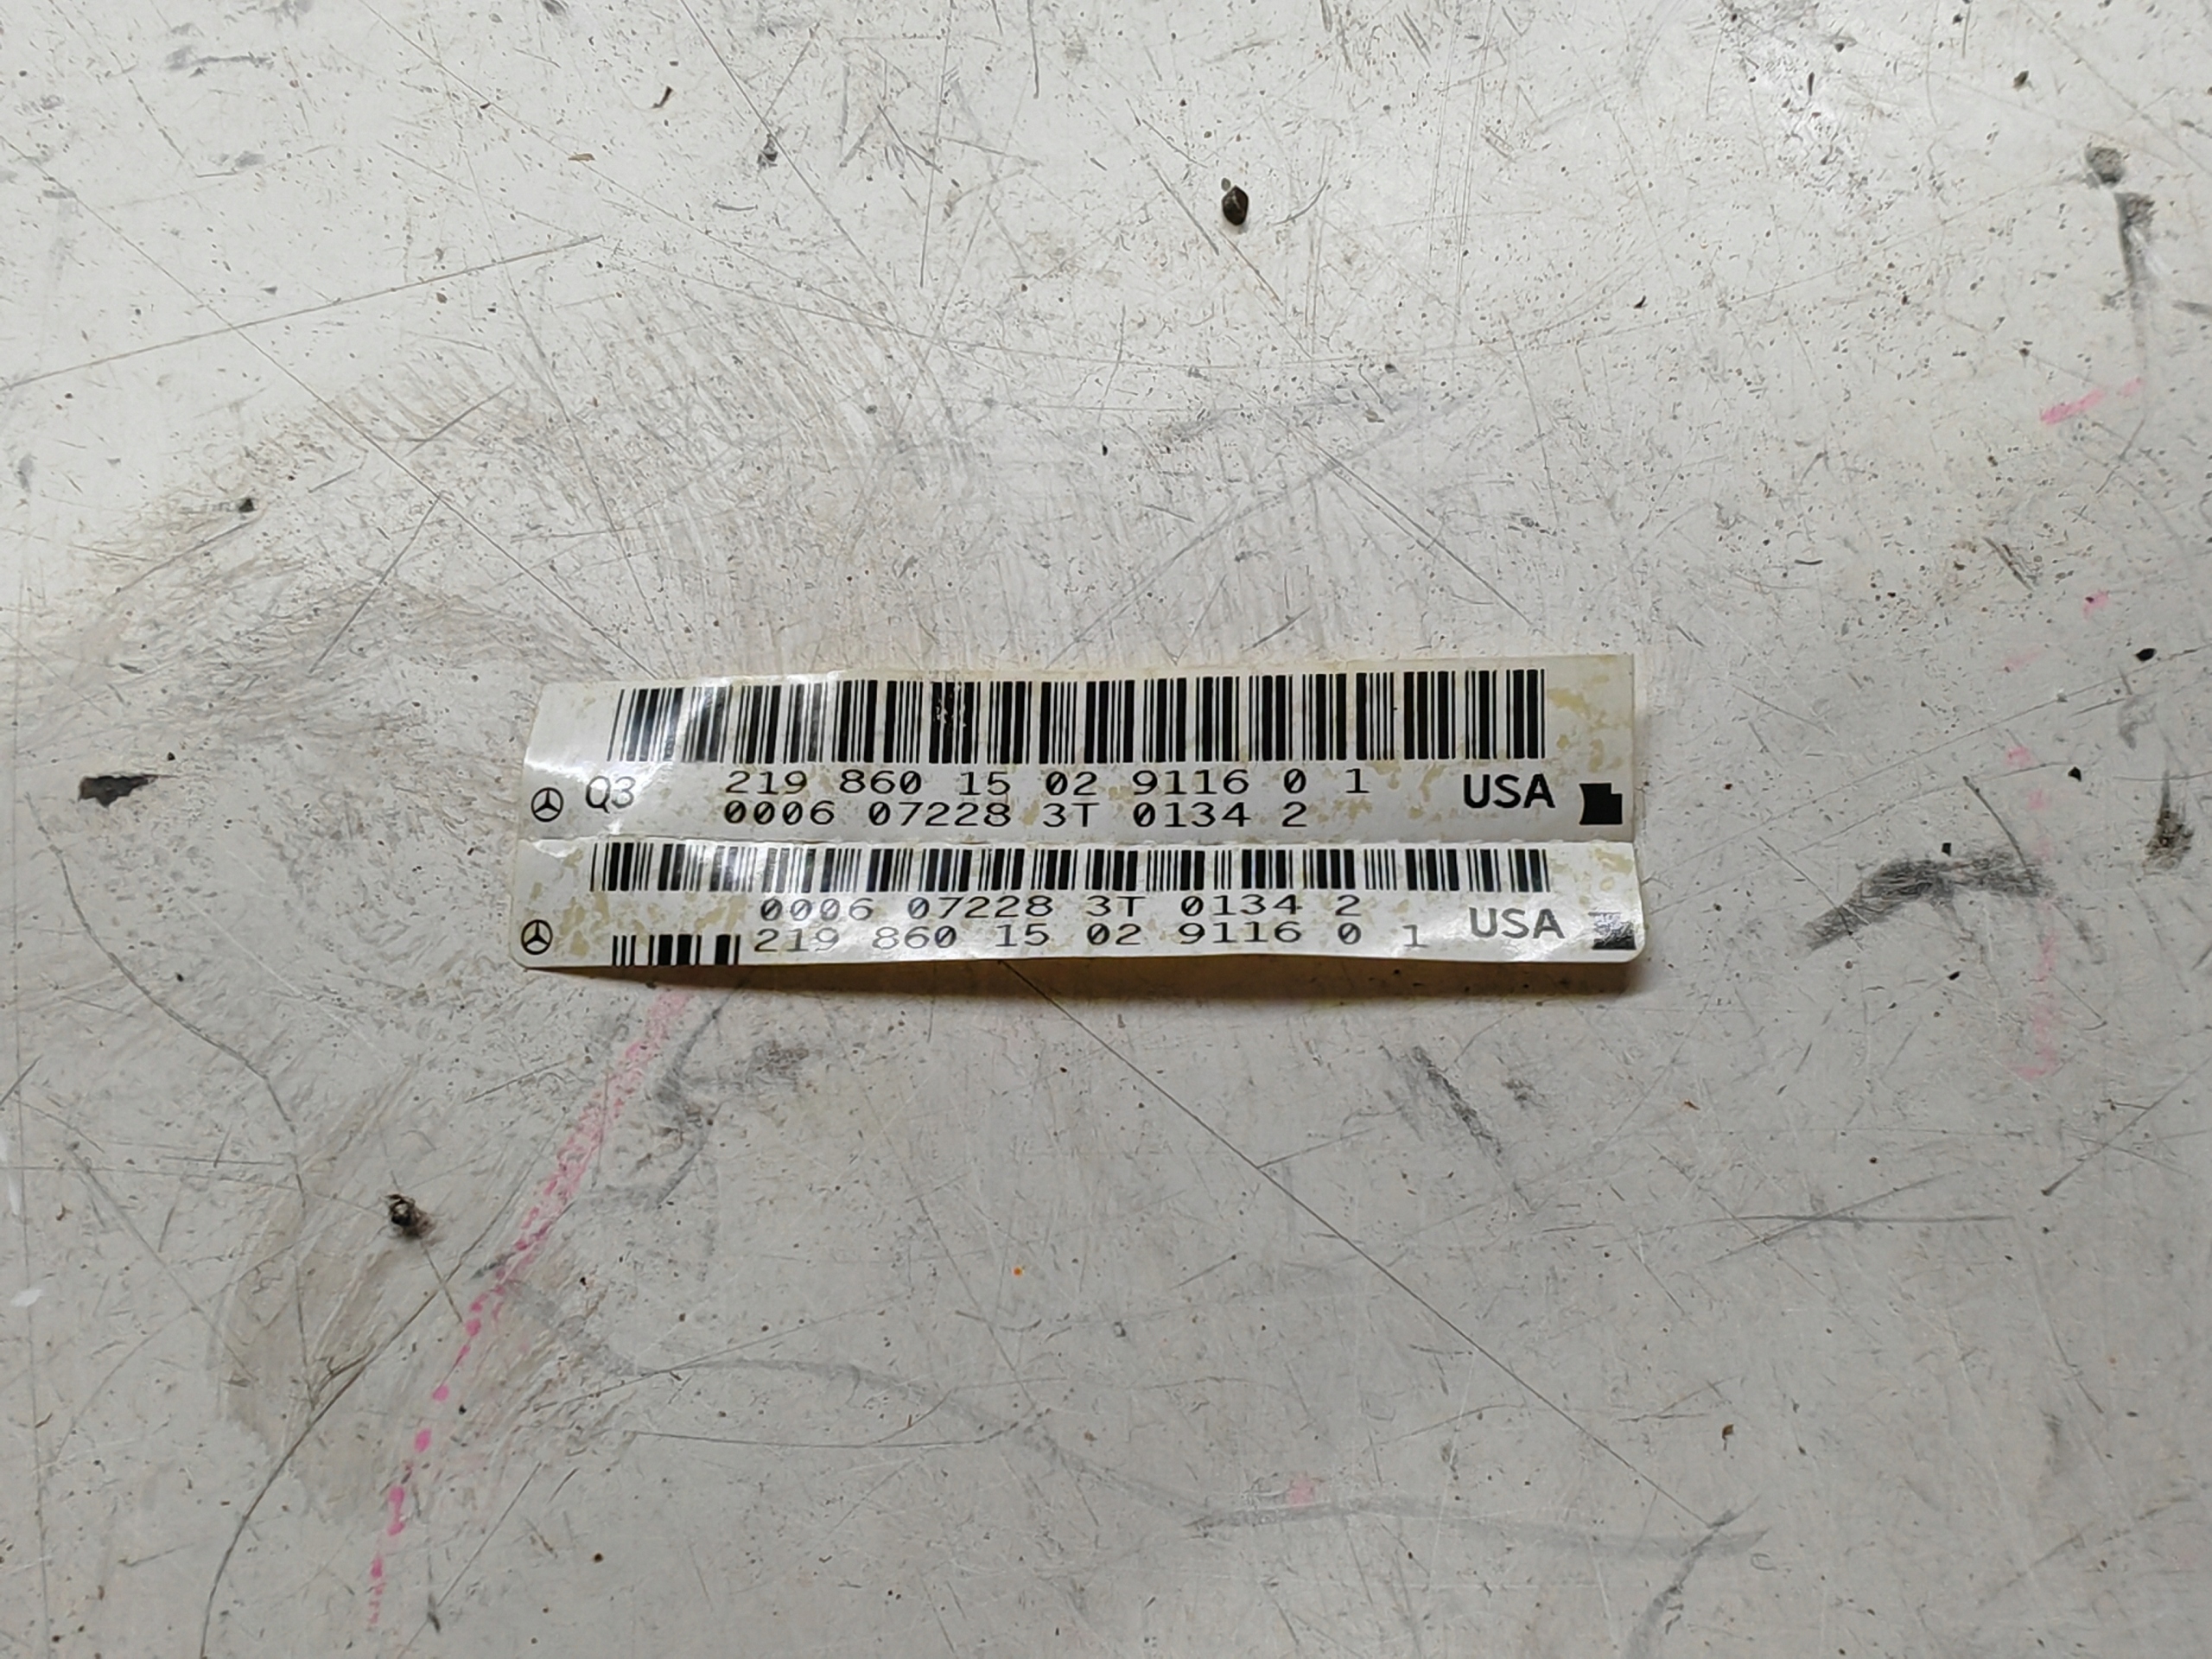 Q3 219 860 15 02 9116 0 1 USA
0006 07228 3T 0134 2
0006 07228 3T 0134 2 USA
219 860 15 02 9116 0 1